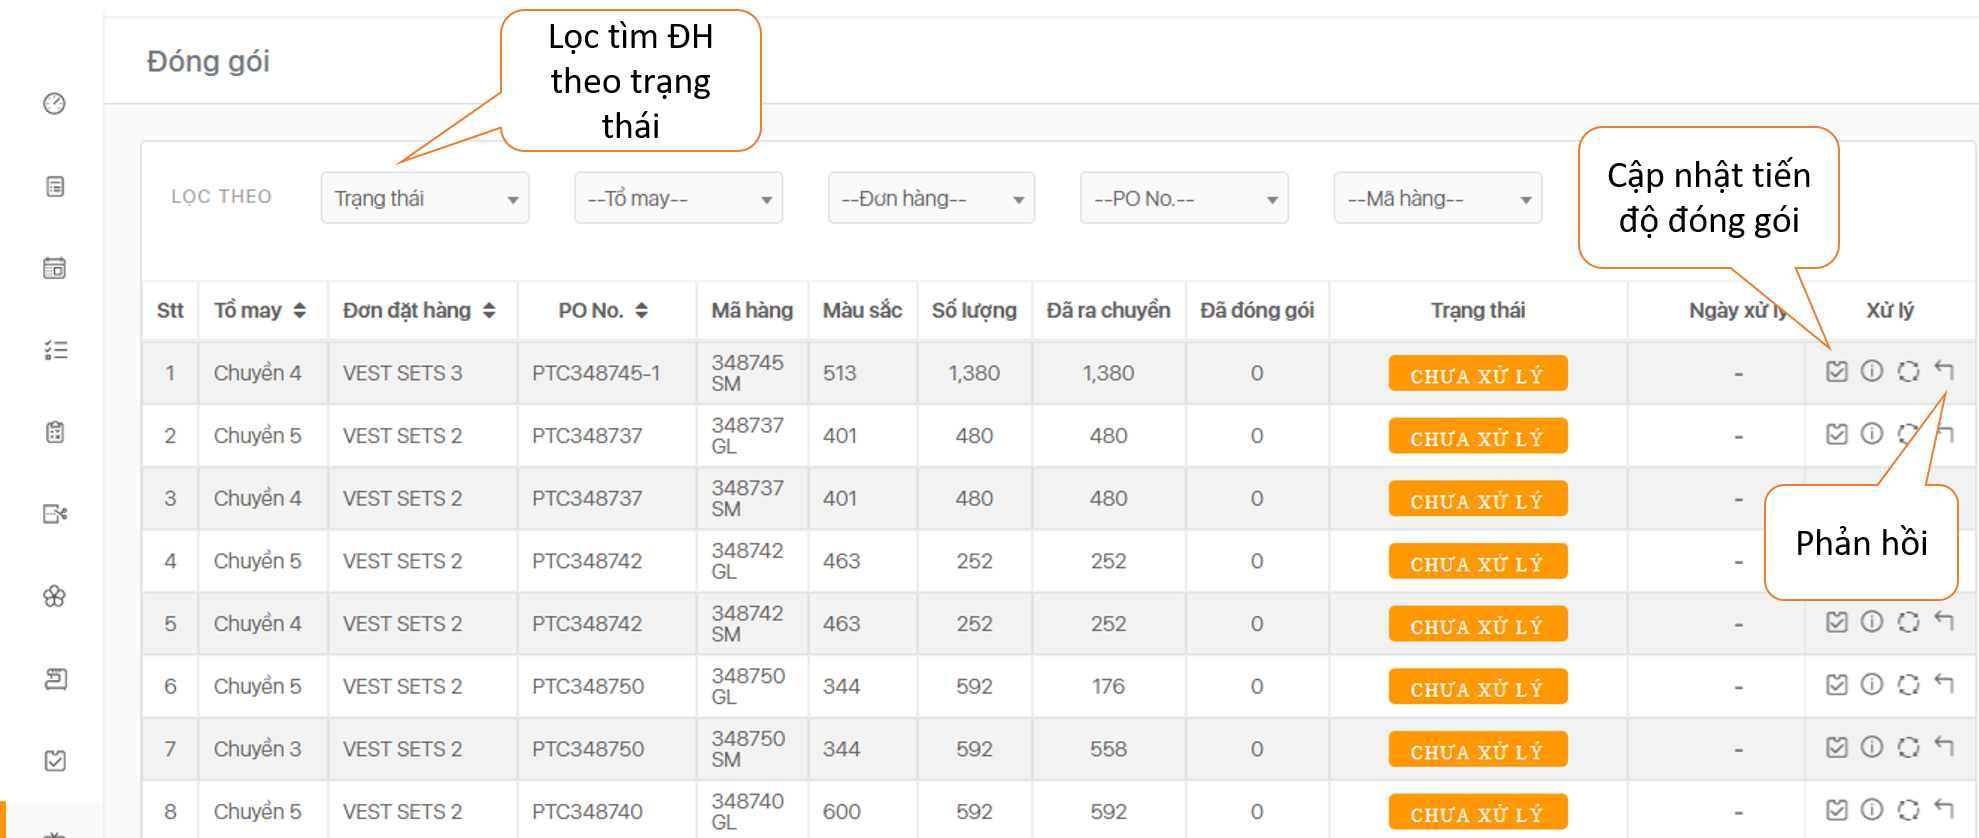 Lọc tìm ĐH
theo trạng
thái
Đóng gói
Cập nhật tiến
độ đóng gói
LỌC THEO Trạng thái --Tổ may-- --Đơn hàng-- --PO No.-- --Mã hàng--
Stt Tổ may Đơn đặt hàng PO No. Mã hàng Màu sắc Số lượng Đã ra chuyền Đã đóng gói Trạng thái Ngày xử lý Xử lý
1 Chuyền 4 VEST SETS 3 PTC348745-1 348745 SM 513 1,380 1,380 0 CHƯA XỬ LÝ -
2 Chuyền 5 VEST SETS 2 PTC348737 348737 GL 401 480 480 0 CHƯA XỬ LÝ -
3 Chuyền 4 VEST SETS 2 PTC348737 348737 SM 401 480 480 0 CHƯA XỬ LÝ -
Phản hồi
4 Chuyền 5 VEST SETS 2 PTC348742 348742 GL 463 252 252 0 CHƯA XỬ LÝ -
5 Chuyền 4 VEST SETS 2 PTC348742 348742 SM 463 252 252 0 CHƯA XỬ LÝ -
6 Chuyền 5 VEST SETS 2 PTC348750 348750 GL 344 592 176 0 CHƯA XỬ LÝ -
7 Chuyền 3 VEST SETS 2 PTC348750 348750 SM 344 592 558 0 CHƯA XỬ LÝ -
8 Chuyền 5 VEST SETS 2 PTC348740 348740 GL 600 592 592 0 CHƯA XỬ LÝ -